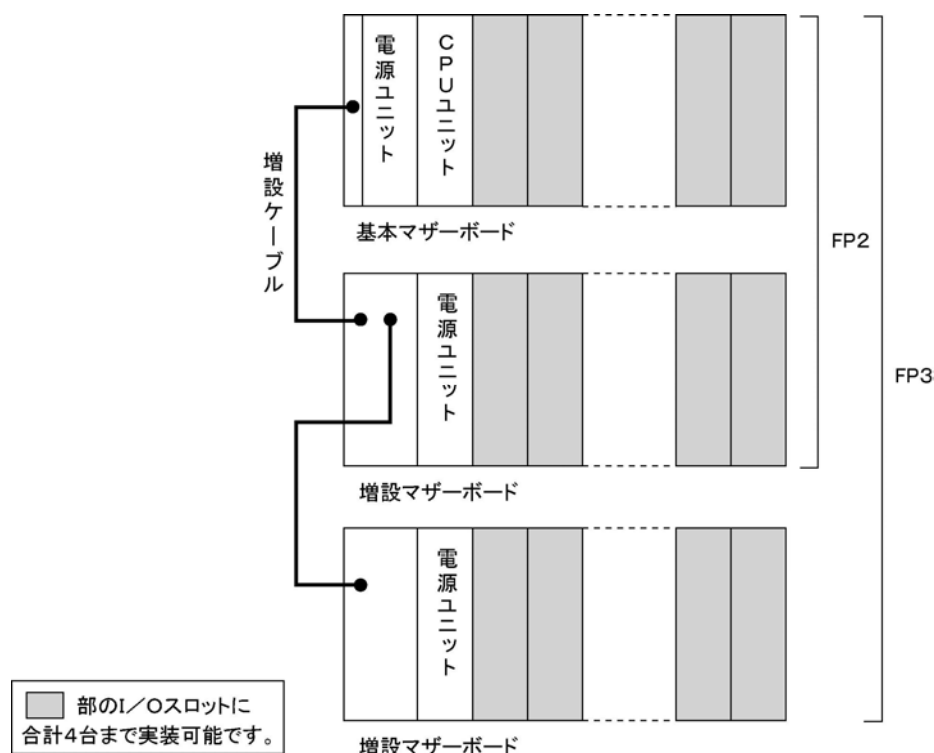 電源ユニット
CPUユニット
増設ケーブル
基本マザーボード
FP2
電源ユニット
FP3
増設マザーボード
電源ユニット
部のI/Oスロットに
合計4台まで実装可能です。
増設マザーボード